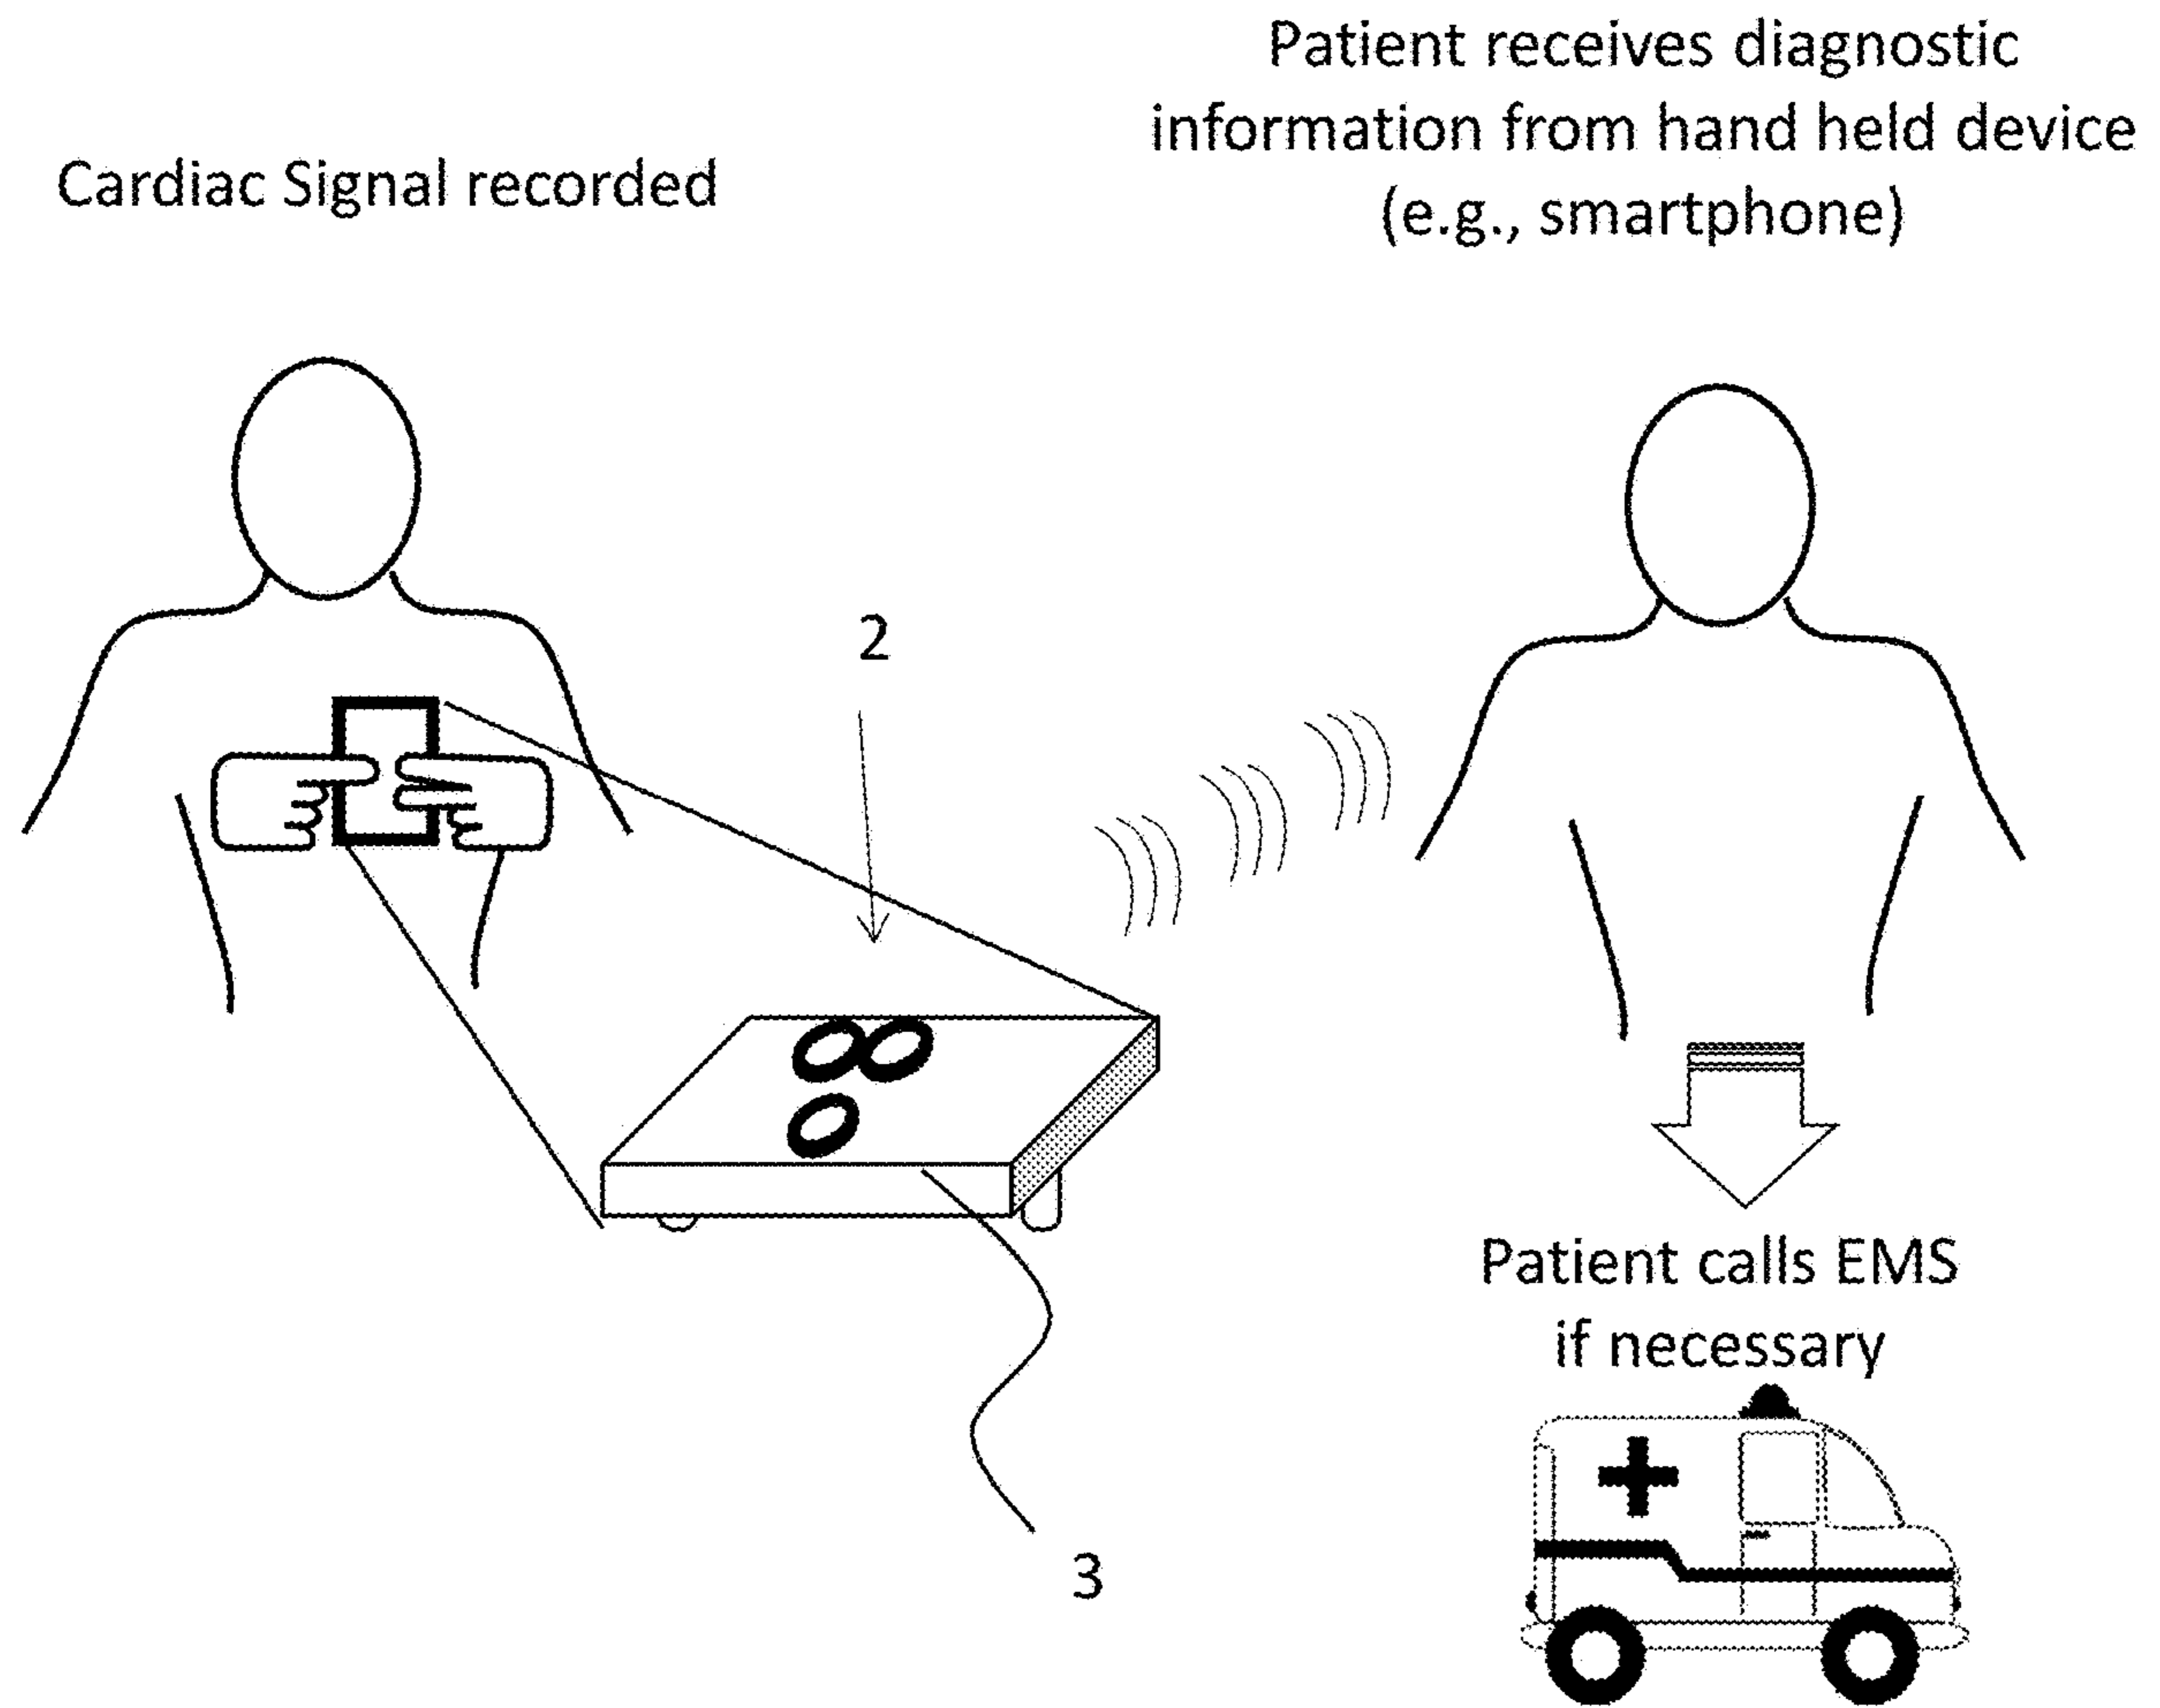 Patient receives diagnostic
information from hand held device
(e.g., smartphone)
Cardiac Signal recorded
2
3
Patient calls EMS
if necessary